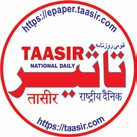 https://epaper.taasir.com
قومی روزنامہ
TAASIR
NATIONAL DAILY
تاثیر
तासीर
राष्ट्रीय दैनिक
https://taasir.com